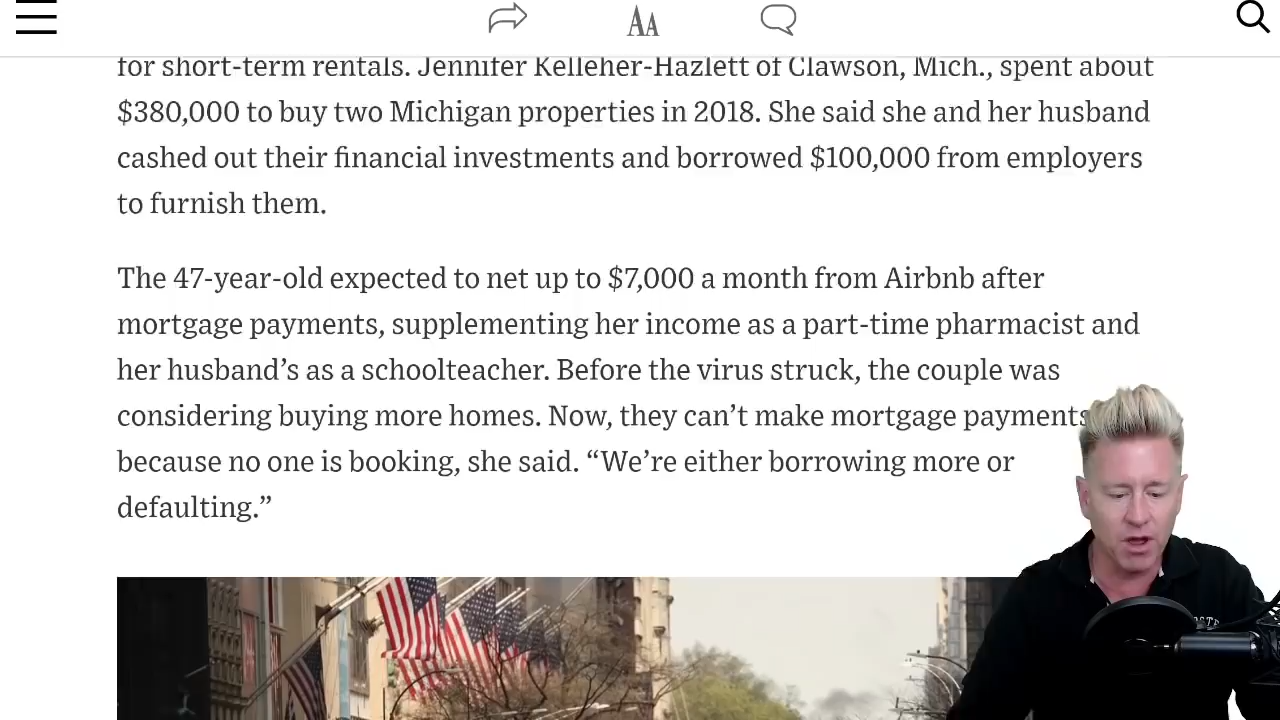 AA
for short-term rentals. Jennifer Kelleher-Hazlett of Clawson, Mich., spent about
$380,000 to buy two Michigan properties in 2018. She said she and her husband
cashed out their financial investments and borrowed $100,000 from employers
to furnish them.
The 47-year-old expected to net up to $7,000 a month from Airbnb after
mortgage payments, supplementing her income as a part-time pharmacist and
her husband’s as a schoolteacher. Before the virus struck, the couple was
considering buying more homes. Now, they can’t make mortgage payments
because no one is booking, she said. “We’re either borrowing more or
defaulting.”